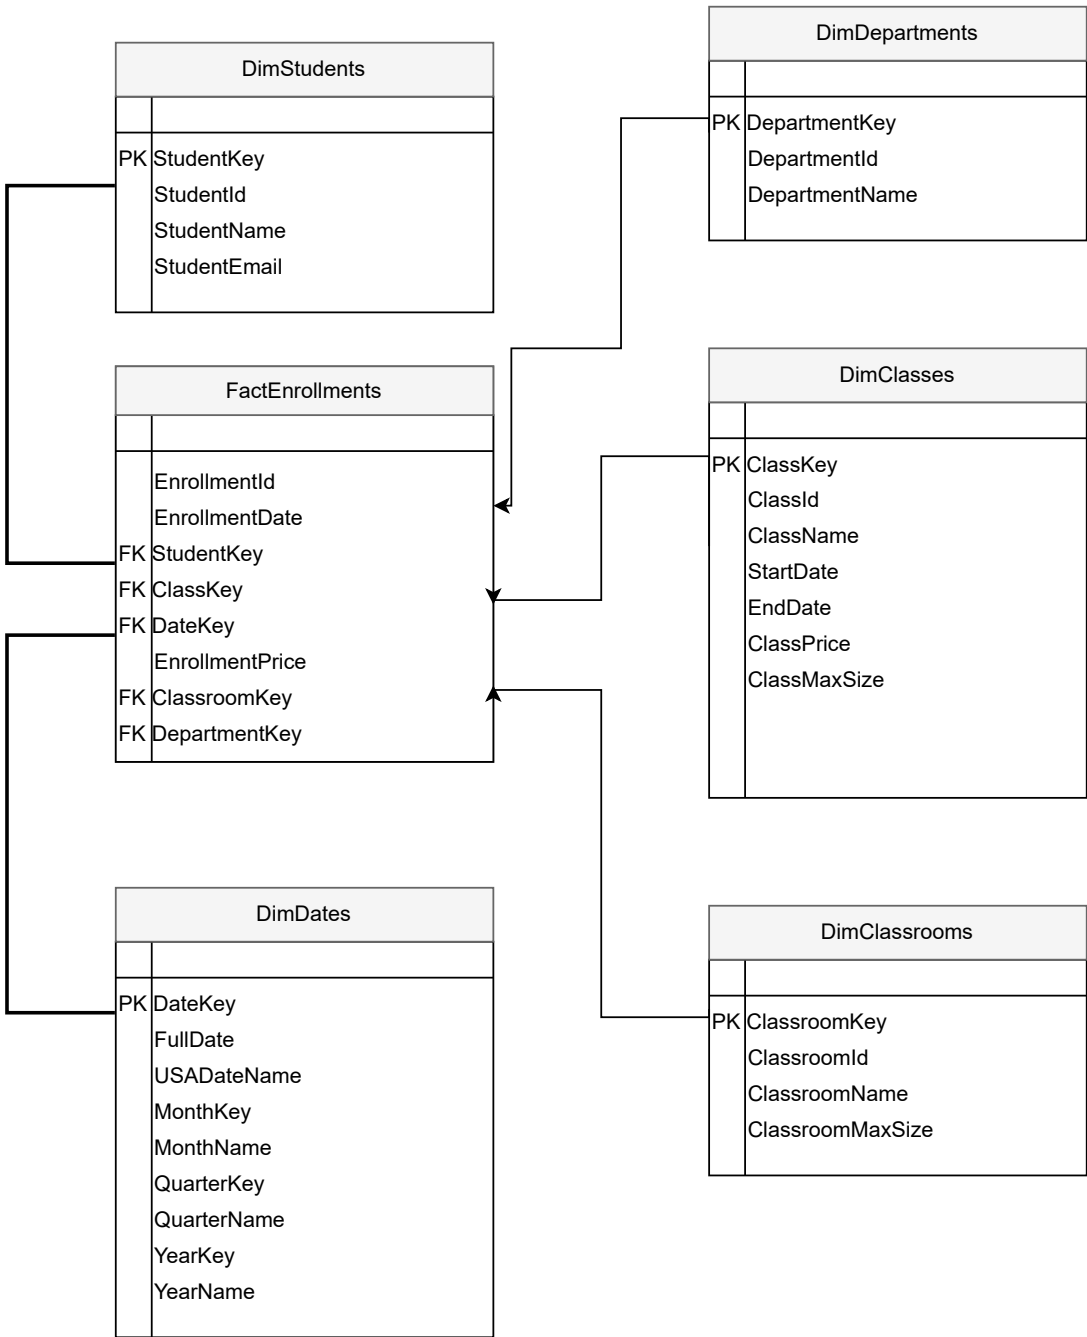 DimStudents
PK StudentKey
StudentId
StudentName
StudentEmail
FactEnrollments
EnrollmentId
EnrollmentDate
FK StudentKey
FK ClassKey
FK DateKey
EnrollmentPrice
FK ClassroomKey
FK DepartmentKey
DimDates
PK DateKey
FullDate
USADateName
MonthKey
MonthName
QuarterKey
QuarterName
YearKey
YearName
DimDepartments
PK DepartmentKey
DepartmentId
DepartmentName
DimClasses
PK ClassKey
ClassId
ClassName
StartDate
EndDate
ClassPrice
ClassMaxSize
DimClassrooms
PK ClassroomKey
ClassroomId
ClassroomName
ClassroomMaxSize